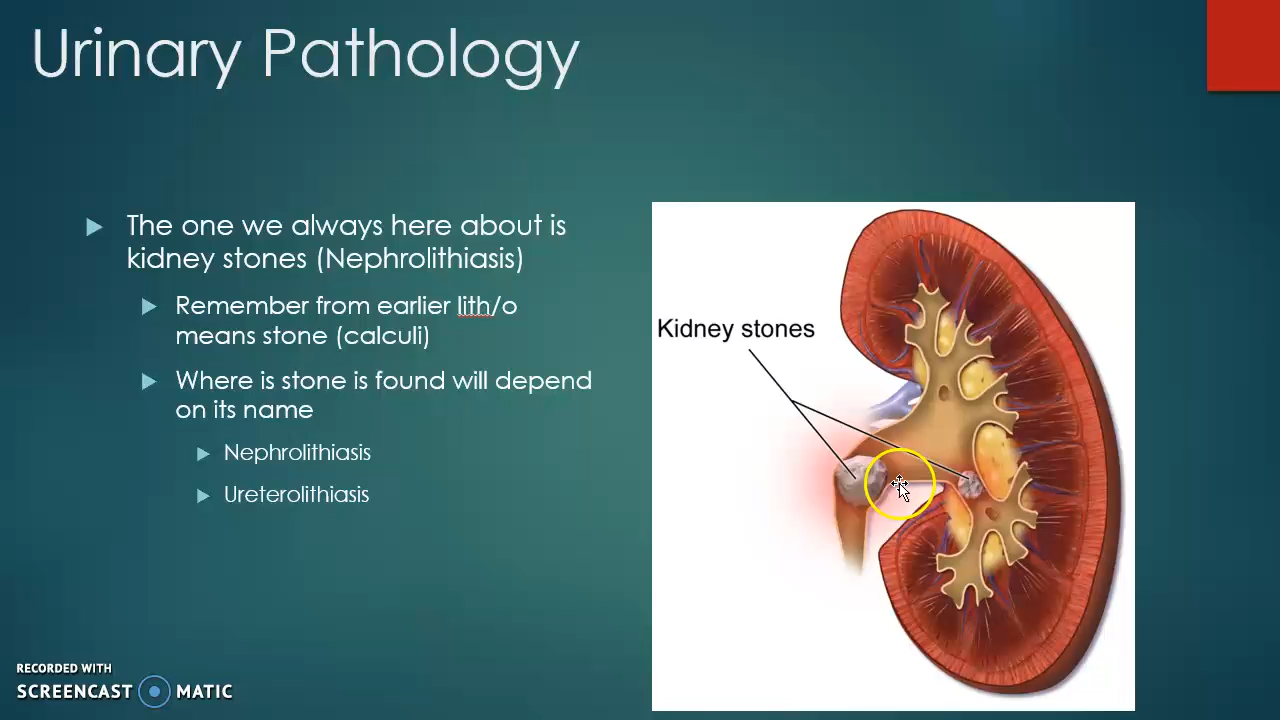 Urinary Pathology
The one we always here about is
kidney stones (Nephrolithiasis)
Remember from earlier lith/o
means stone (calculi)
Where is stone is found will depend
on its name
Nephrolithiasis
Ureterolithiasis
Kidney stones
RECORDED WITH
SCREENCAST MATIC